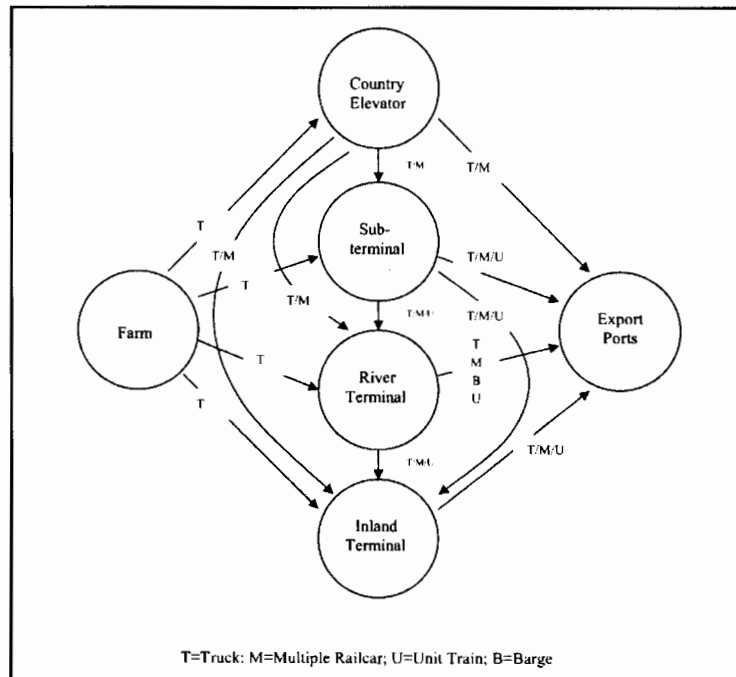 Country
Elevator
T/M
T/M
T
Sub-
terminal
T/M
T/M/U
T
T/M
T/M/U
T/M/U
Farm
Export
Ports
T
M
B
U
T
River
Terminal
T
T/M/U
T/M/U
Inland
Terminal
T=Truck: M=Multiple Railcar; U=Unit Train; B=Barge